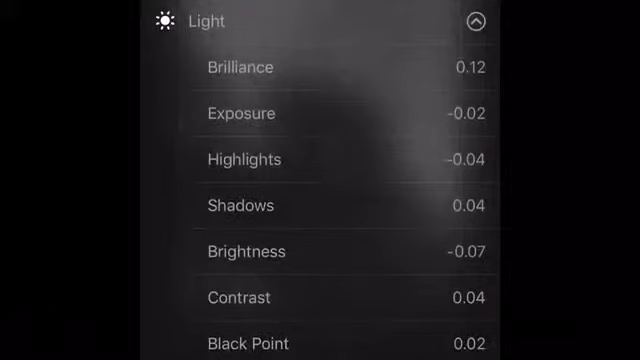 Light
Brilliance 0.12
Exposure -0.02
Highlights -0.04
Shadows 0.04
Brightness -0.07
Contrast 0.04
Black Point 0.02